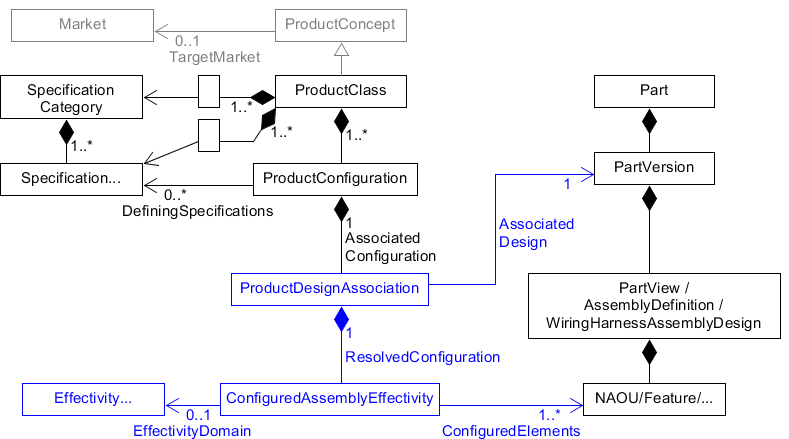 Market
ProductConcept
0..1
TargetMarket
Specification
Category
ProductClass
Part
1..*
1..*
1..*
1..*
Specification...
ProductConfiguration
PartVersion
0..*
1
DefiningSpecifications
1
Associated
Configuration
Associated
Design
ProductDesignAssociation
PartView /
AssemblyDefinition /
WiringHarnessAssemblyDesign
1
ResolvedConfiguration
Effectivity...
ConfiguredAssemblyEffectivity
NAOU/Feature/...
0..1
1..*
EffectivityDomain
ConfiguredElements